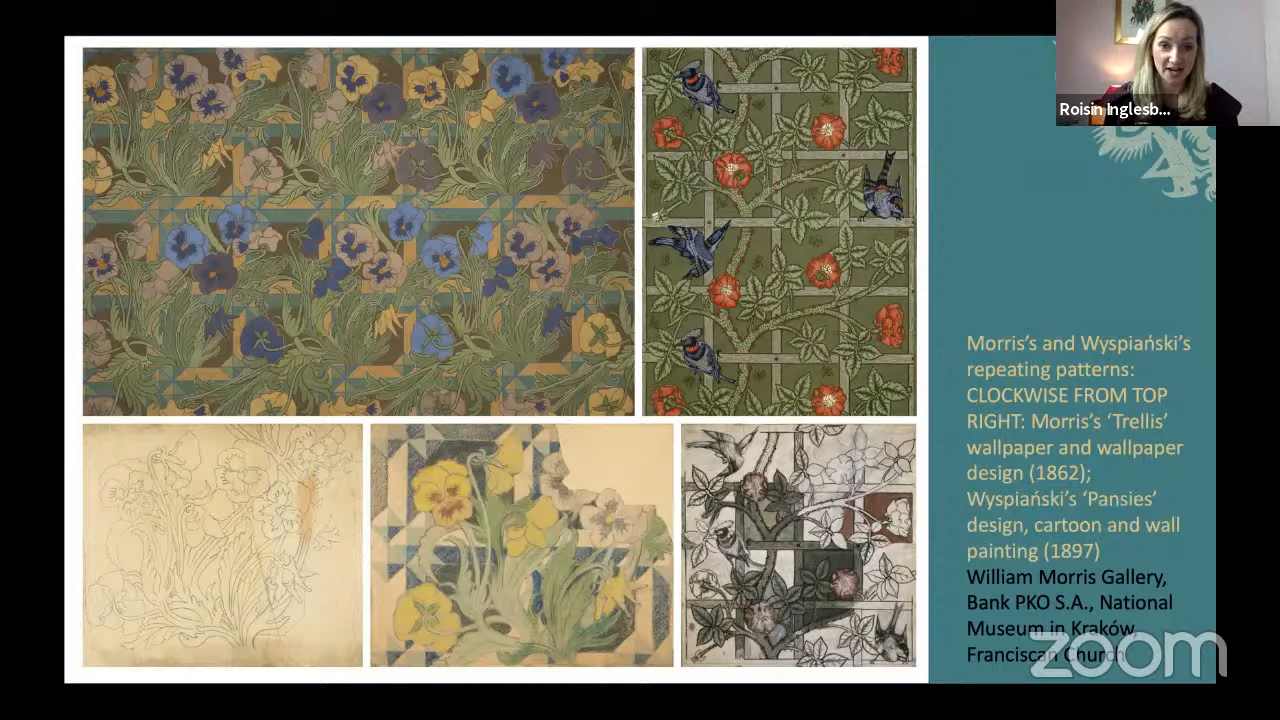 Roisin Inglesb...
Morris’s and Wyspiański’s
repeating patterns:
CLOCKWISE FROM TOP
RIGHT: Morris’s ‘Trellis’
wallpaper and wallpaper
design (1862);
Wyspiański’s ‘Pansies’
design, cartoon and wall
painting (1897)
William Morris Gallery,
Bank PKO S.A., National
Museum in Kraków
Franciscan Church
zoom